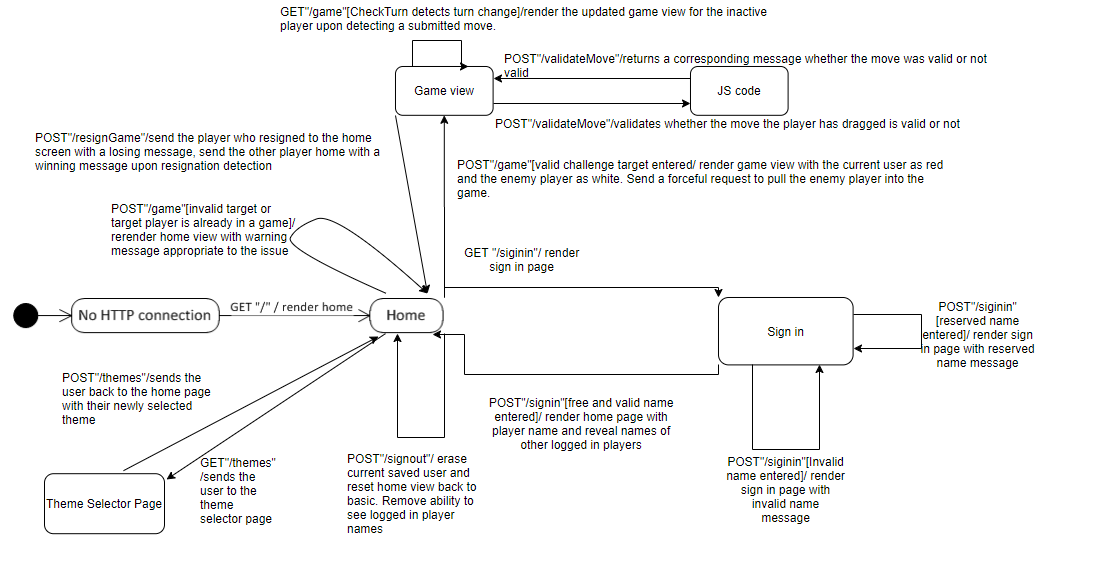 GET"/game"[CheckTurn detects turn change]/render the updated game view for the inactive
player upon detecting a submitted move.
POST"/validateMove"/returns a corresponding message whether the move was valid or not
valid
Game view
JS code
POST"/validateMove"/validates whether the move the player has dragged is valid or not
POST"/resignGame"/send the player who resigned to the home
screen with a losing message, send the other player home with a
winning message upon resignation detection
POST"/game"[valid challenge target entered/ render game view with the current user as red
and the enemy player as white. Send a forceful request to pull the enemy player into the
game.
POST"/game"[invalid target or
target player is already in a game]/
rerender home view with warning
message appropriate to the issue
GET "/siginin"/ render
sign in page
No HTTP connection
GET "/" / render home
Home
Sign in
POST"/siginin"
[reserved name
entered]/ render sign
in page with reserved
name message
POST"/themes"/sends the
user back to the home page
with their newly selected
theme
POST"/signin"[free and valid name
entered]/ render home page with
player name and reveal names of
other logged in players
GET"/themes"
/sends the
user to the
theme
selector page
POST"/signout"/ erase
current saved user and
reset home view back to
basic. Remove ability to
see logged in player
names
POST"/siginin"[Invalid
name entered]/ render
sign in page with
invalid name
message
Theme Selector Page